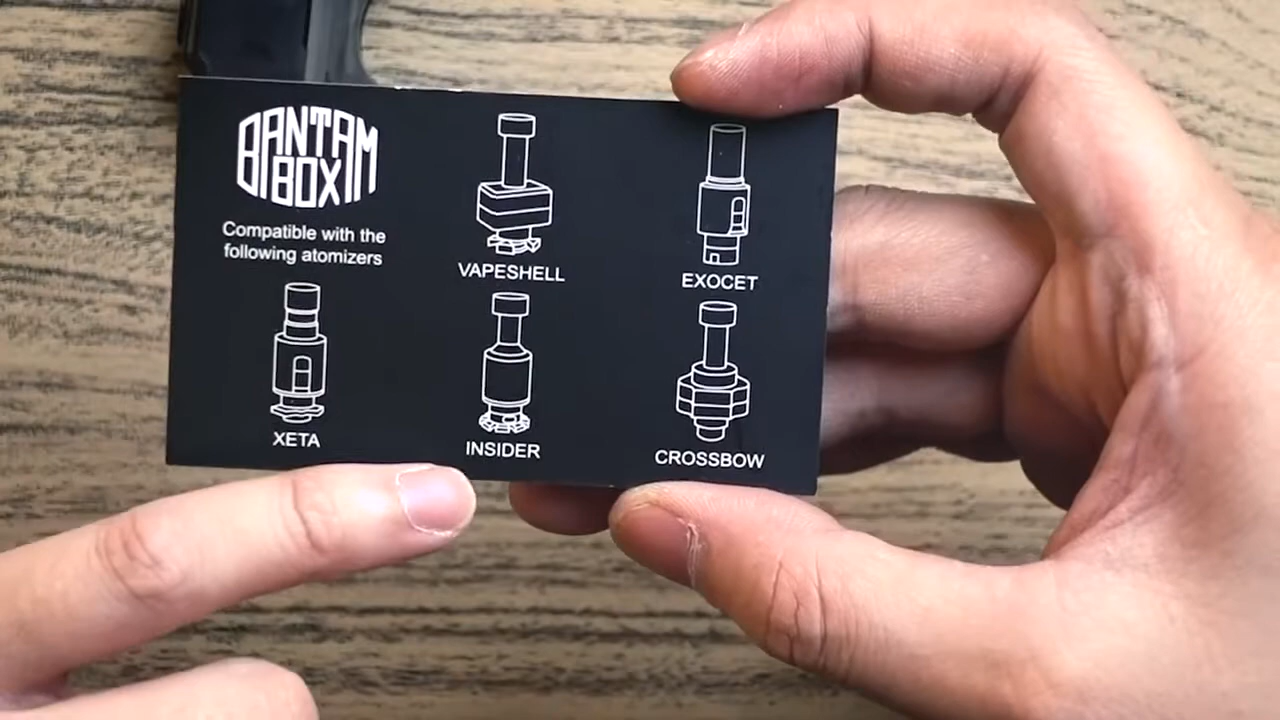 BANTAM
BOX
Compatible with the
following atomizers
VAPESHELL
EXOCET
XETA
INSIDER
CROSSBOW